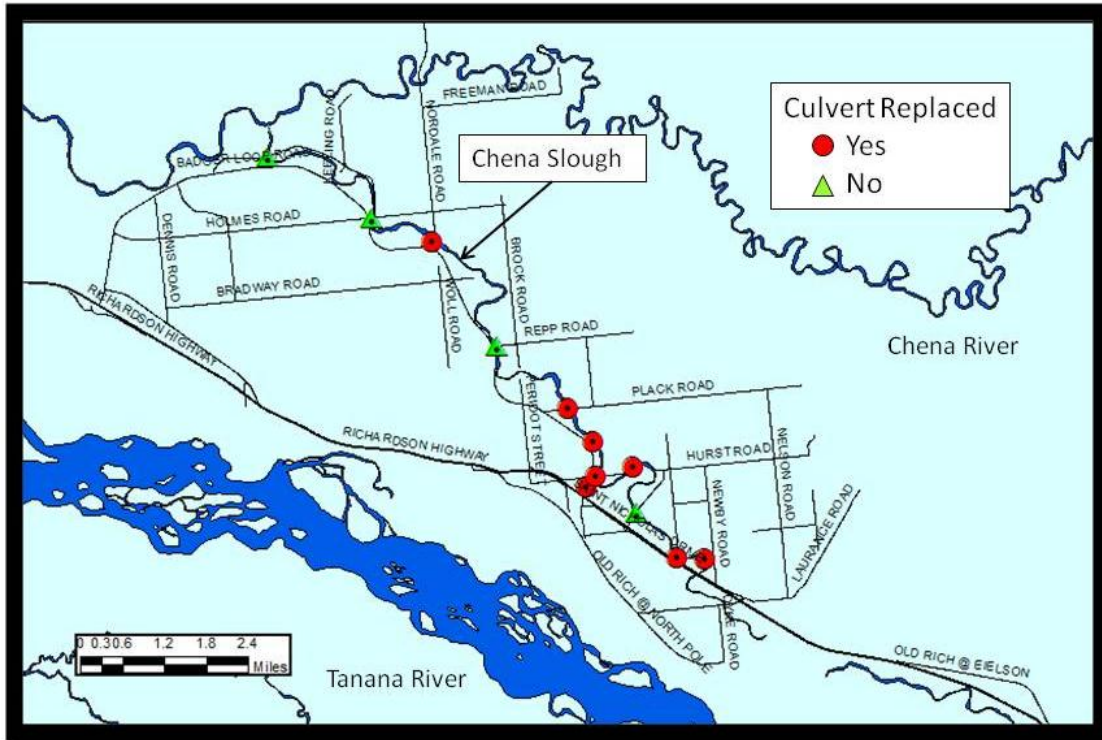 FREEMAN ROAD
Culvert Replaced
Yes
No
KEELING ROAD
NORDALE ROAD
Chena Slough
HOLMES ROAD
DENNIS ROAD
BRADWAY ROAD
BROCK ROAD
WOLL ROAD
REPP ROAD
Chena River
RICHARDSON HIGHWAY
PLACK ROAD
RICHARDSON HIGHWAY
HURST ROAD
NELSON ROAD
NEWBY ROAD
LAURANCE ROAD
OLD RICH @ NORTH POLE
ROAD
OLD RICH @ EIELSON
0 0.3 0.6 1.2 1.8 2.4
Miles
Tanana River